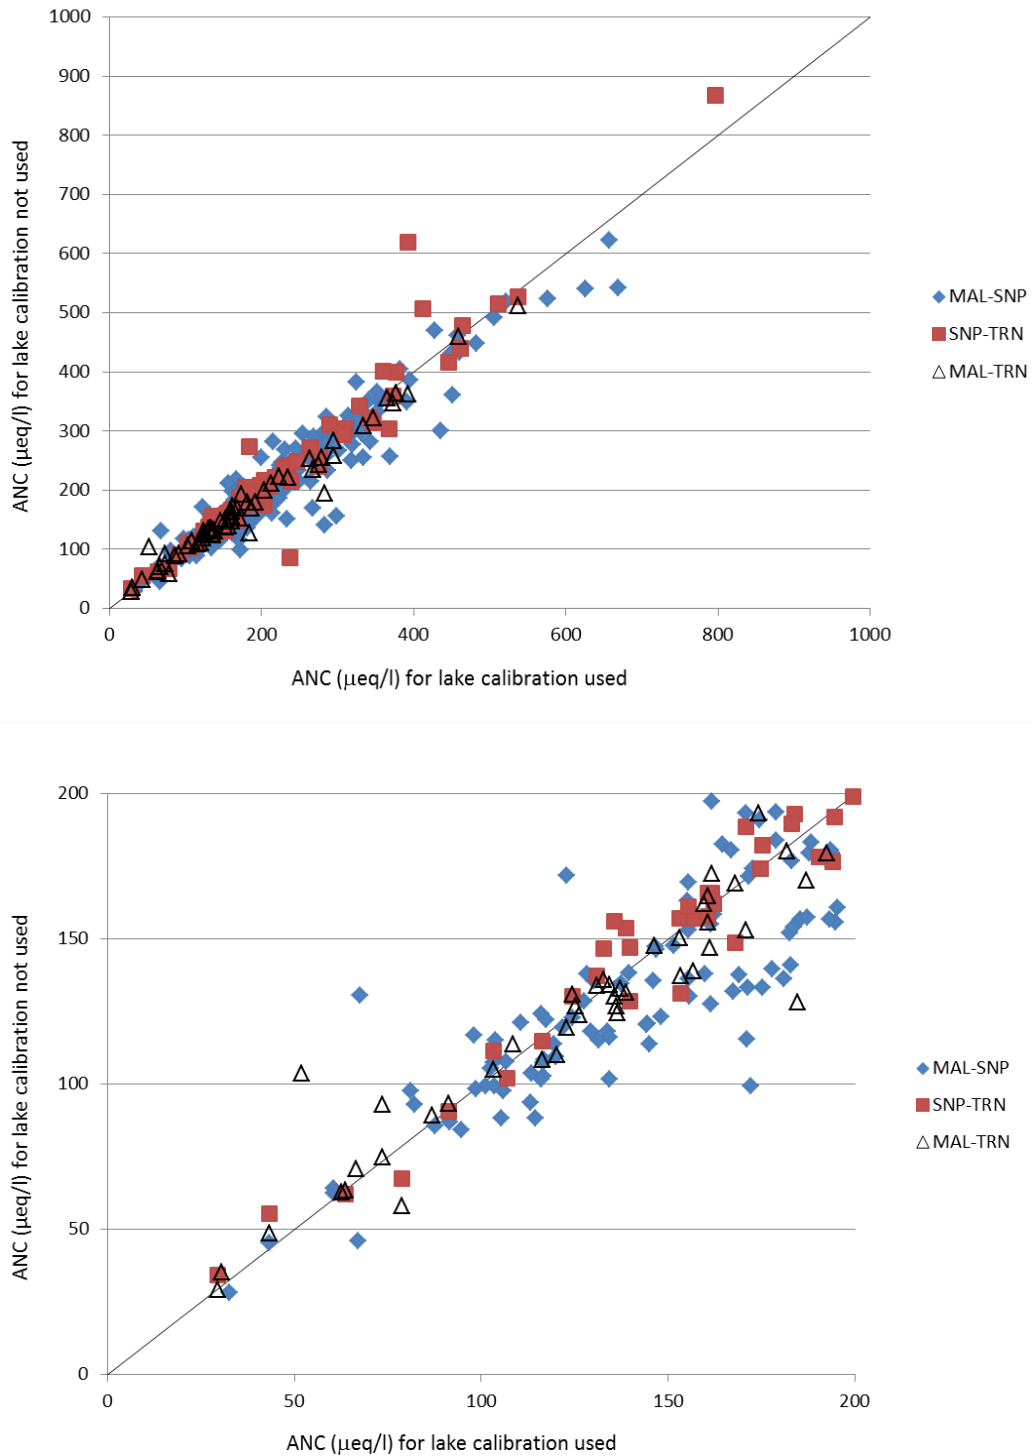 1000
900
800
700
600
500
400
300
200
100
0
0 200 400 600 800 1000
ANC (µeq/l) for lake calibration not used
ANC (µeq/l) for lake calibration used
MAL-SNP
SNP-TRN
MAL-TRN
200
150
100
50
0
0 50 100 150 200
ANC (µeq/l) for lake calibration not used
ANC (µeq/l) for lake calibration used
MAL-SNP
SNP-TRN
MAL-TRN